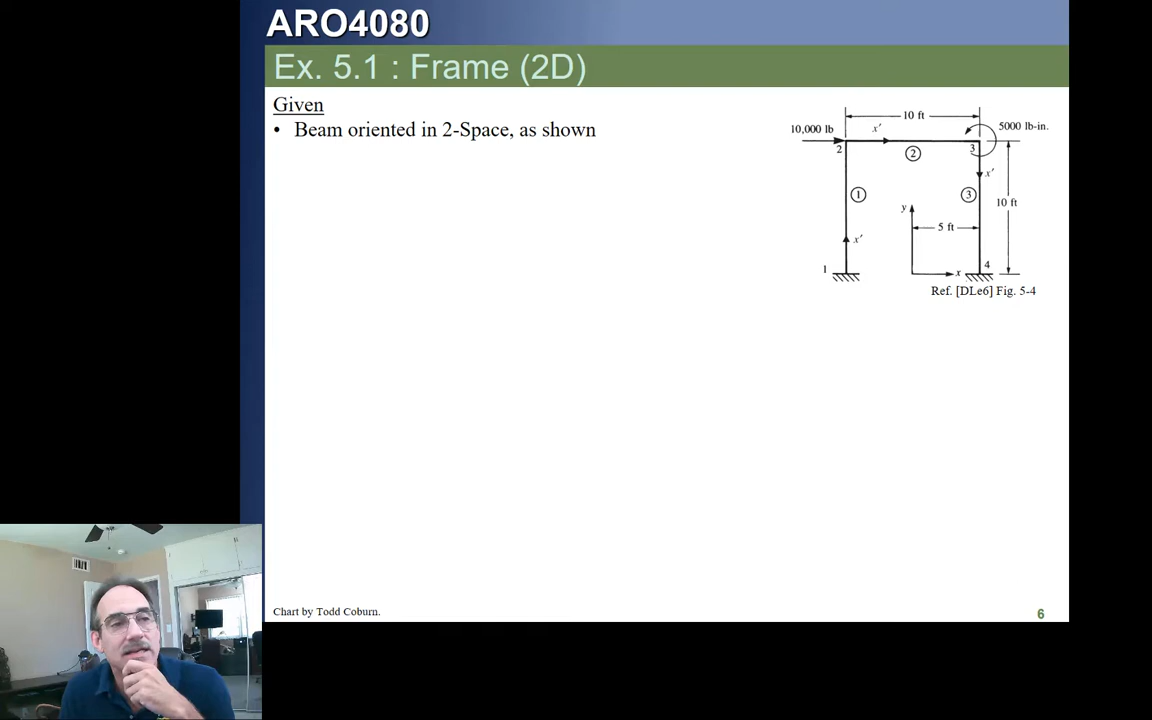 ARO4080
Ex. 5.1 : Frame (2D)
Given
• Beam oriented in 2-Space, as shown
10 ft
10,000 lb
x′
5000 lb-in.
2
3
②
x′
①
③
10 ft
y
5 ft
x′
1
4
x
Ref. [DLe6] Fig. 5-4
Chart by Todd Coburn.
6